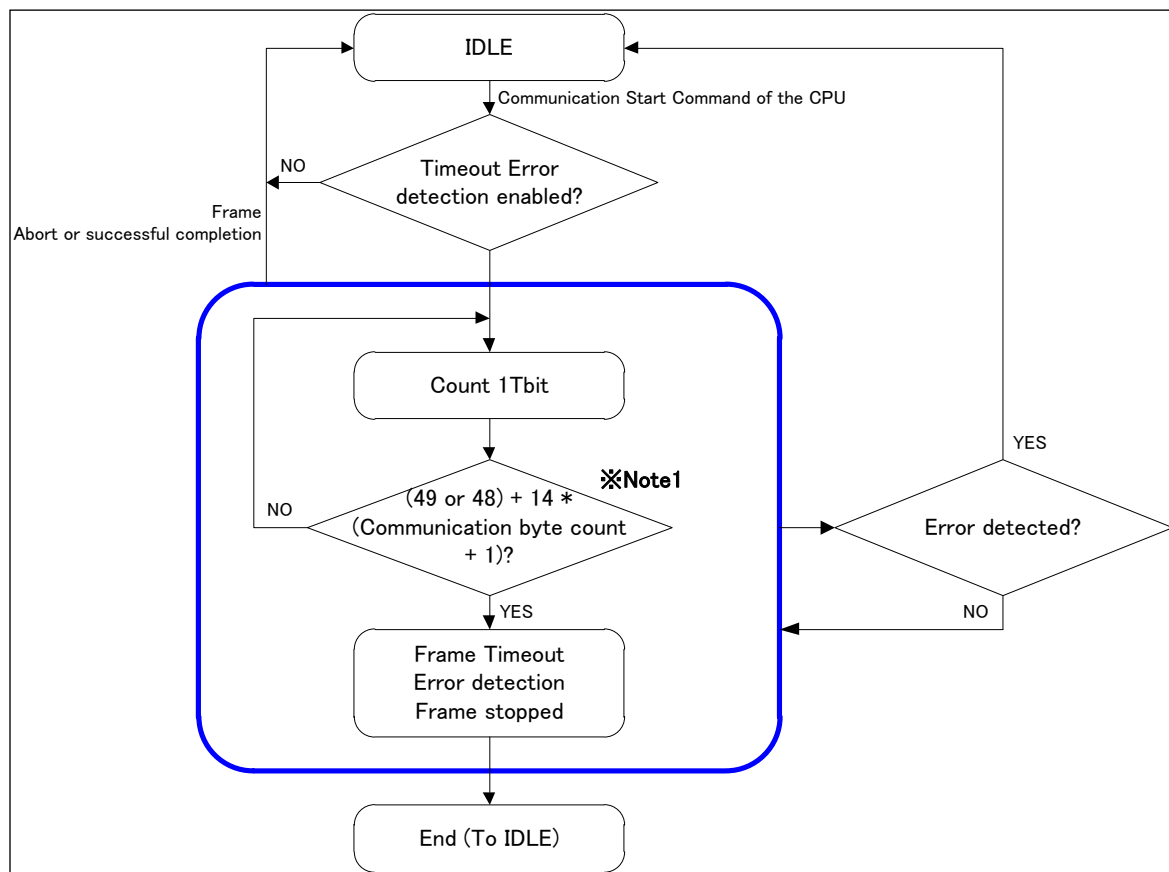 IDLE
Communication Start Command of the CPU
NO
Timeout Error
detection enabled?
Frame
Abort or successful completion
Count 1Tbit
※Note1
(49 or 48) + 14 *
(Communication byte count
+ 1)?
NO
YES
Frame Timeout
Error detection
Frame stopped
End (To IDLE)
YES
Error detected?
NO